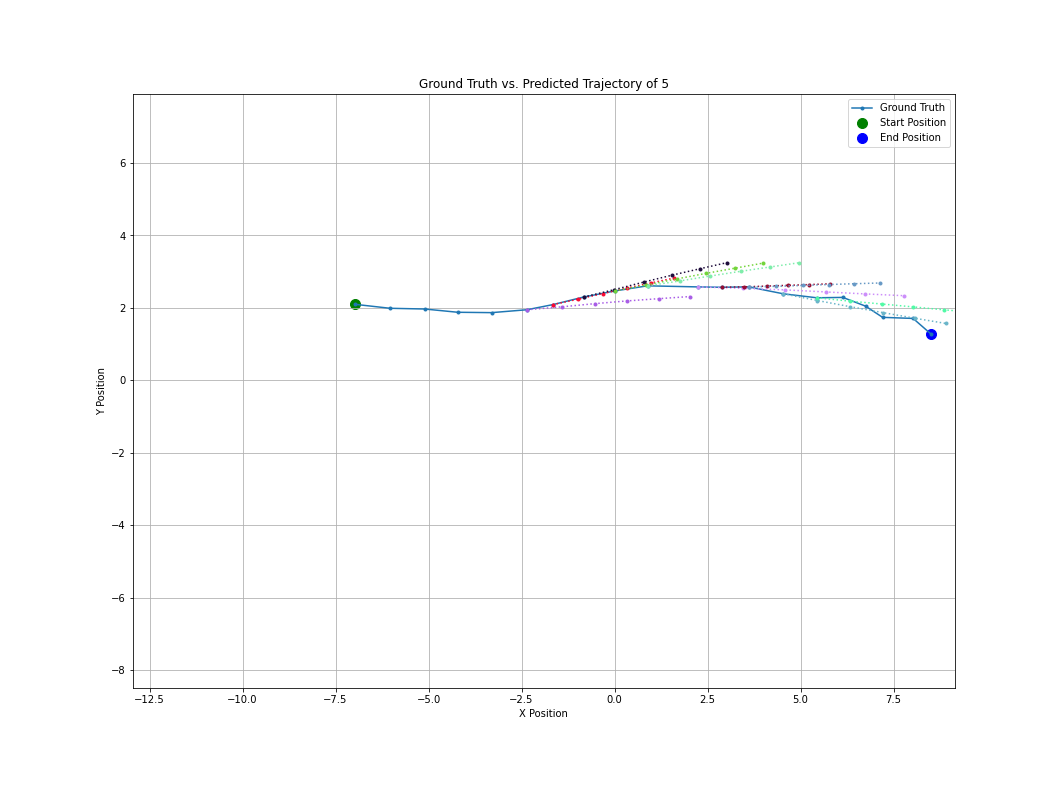 Ground Truth vs. Predicted Trajectory of 5
Ground Truth
Start Position
End Position
6
4
2
0
−2
−4
−6
−8
Y Position
−12.5 −10.0 −7.5 −5.0 −2.5 0.0 2.5 5.0 7.5
X Position